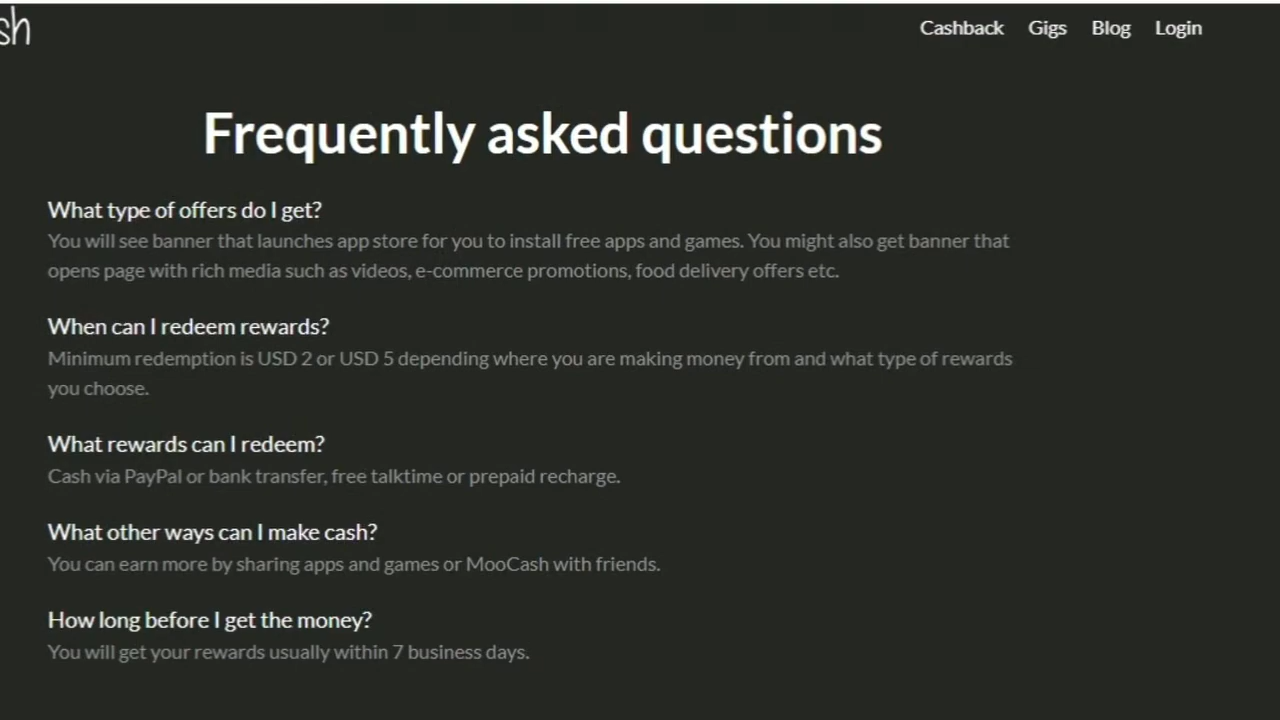 sh
Cashback Gigs Blog Login
Frequently asked questions
What type of offers do I get?
You will see banner that launches app store for you to install free apps and games. You might also get banner that
opens page with rich media such as videos, e-commerce promotions, food delivery offers etc.
When can I redeem rewards?
Minimum redemption is USD 2 or USD 5 depending where you are making money from and what type of rewards
you choose.
What rewards can I redeem?
Cash via PayPal or bank transfer, free talktime or prepaid recharge.
What other ways can I make cash?
You can earn more by sharing apps and games or MooCash with friends.
How long before I get the money?
You will get your rewards usually within 7 business days.